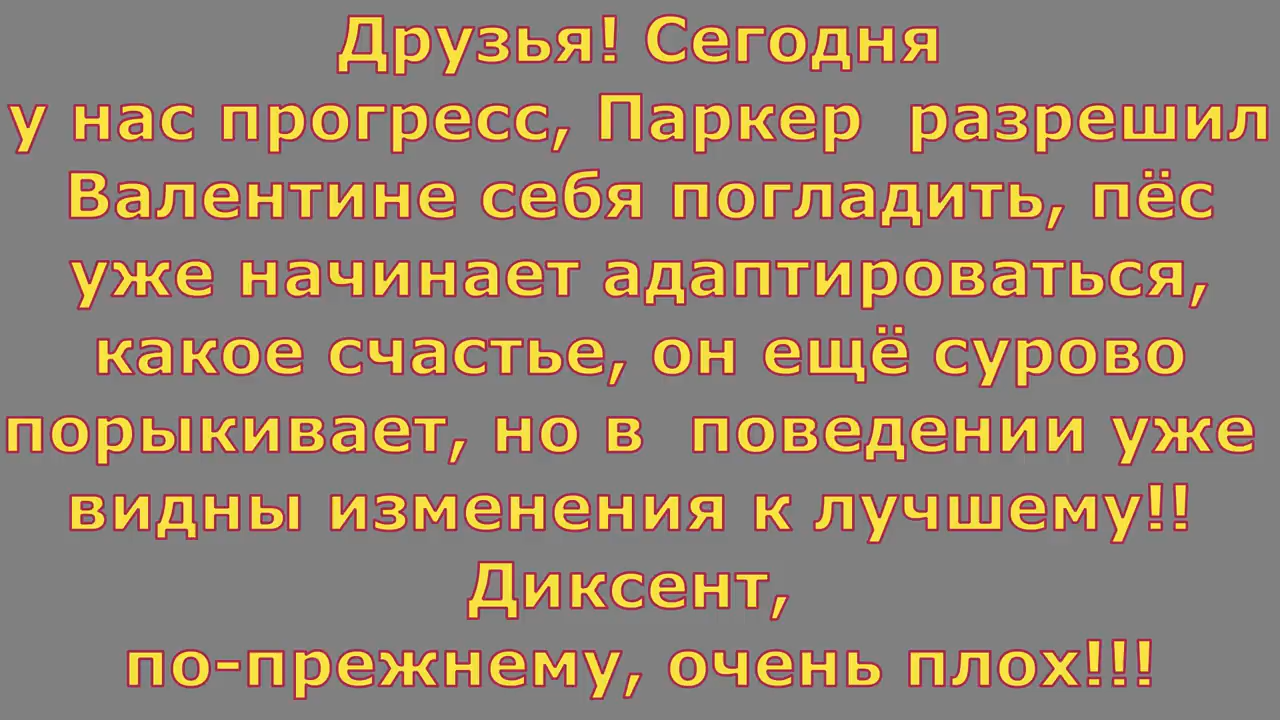 Друзья! Сегодня
у нас прогресс, Паркер разрешил
Валентине себя погладить, пёс
уже начинает адаптироваться,
какое счастье, он ещё сурово
порыкивает, но в поведении уже
видны изменения к лучшему!!
Диксент,
по-прежнему, очень плох!!!